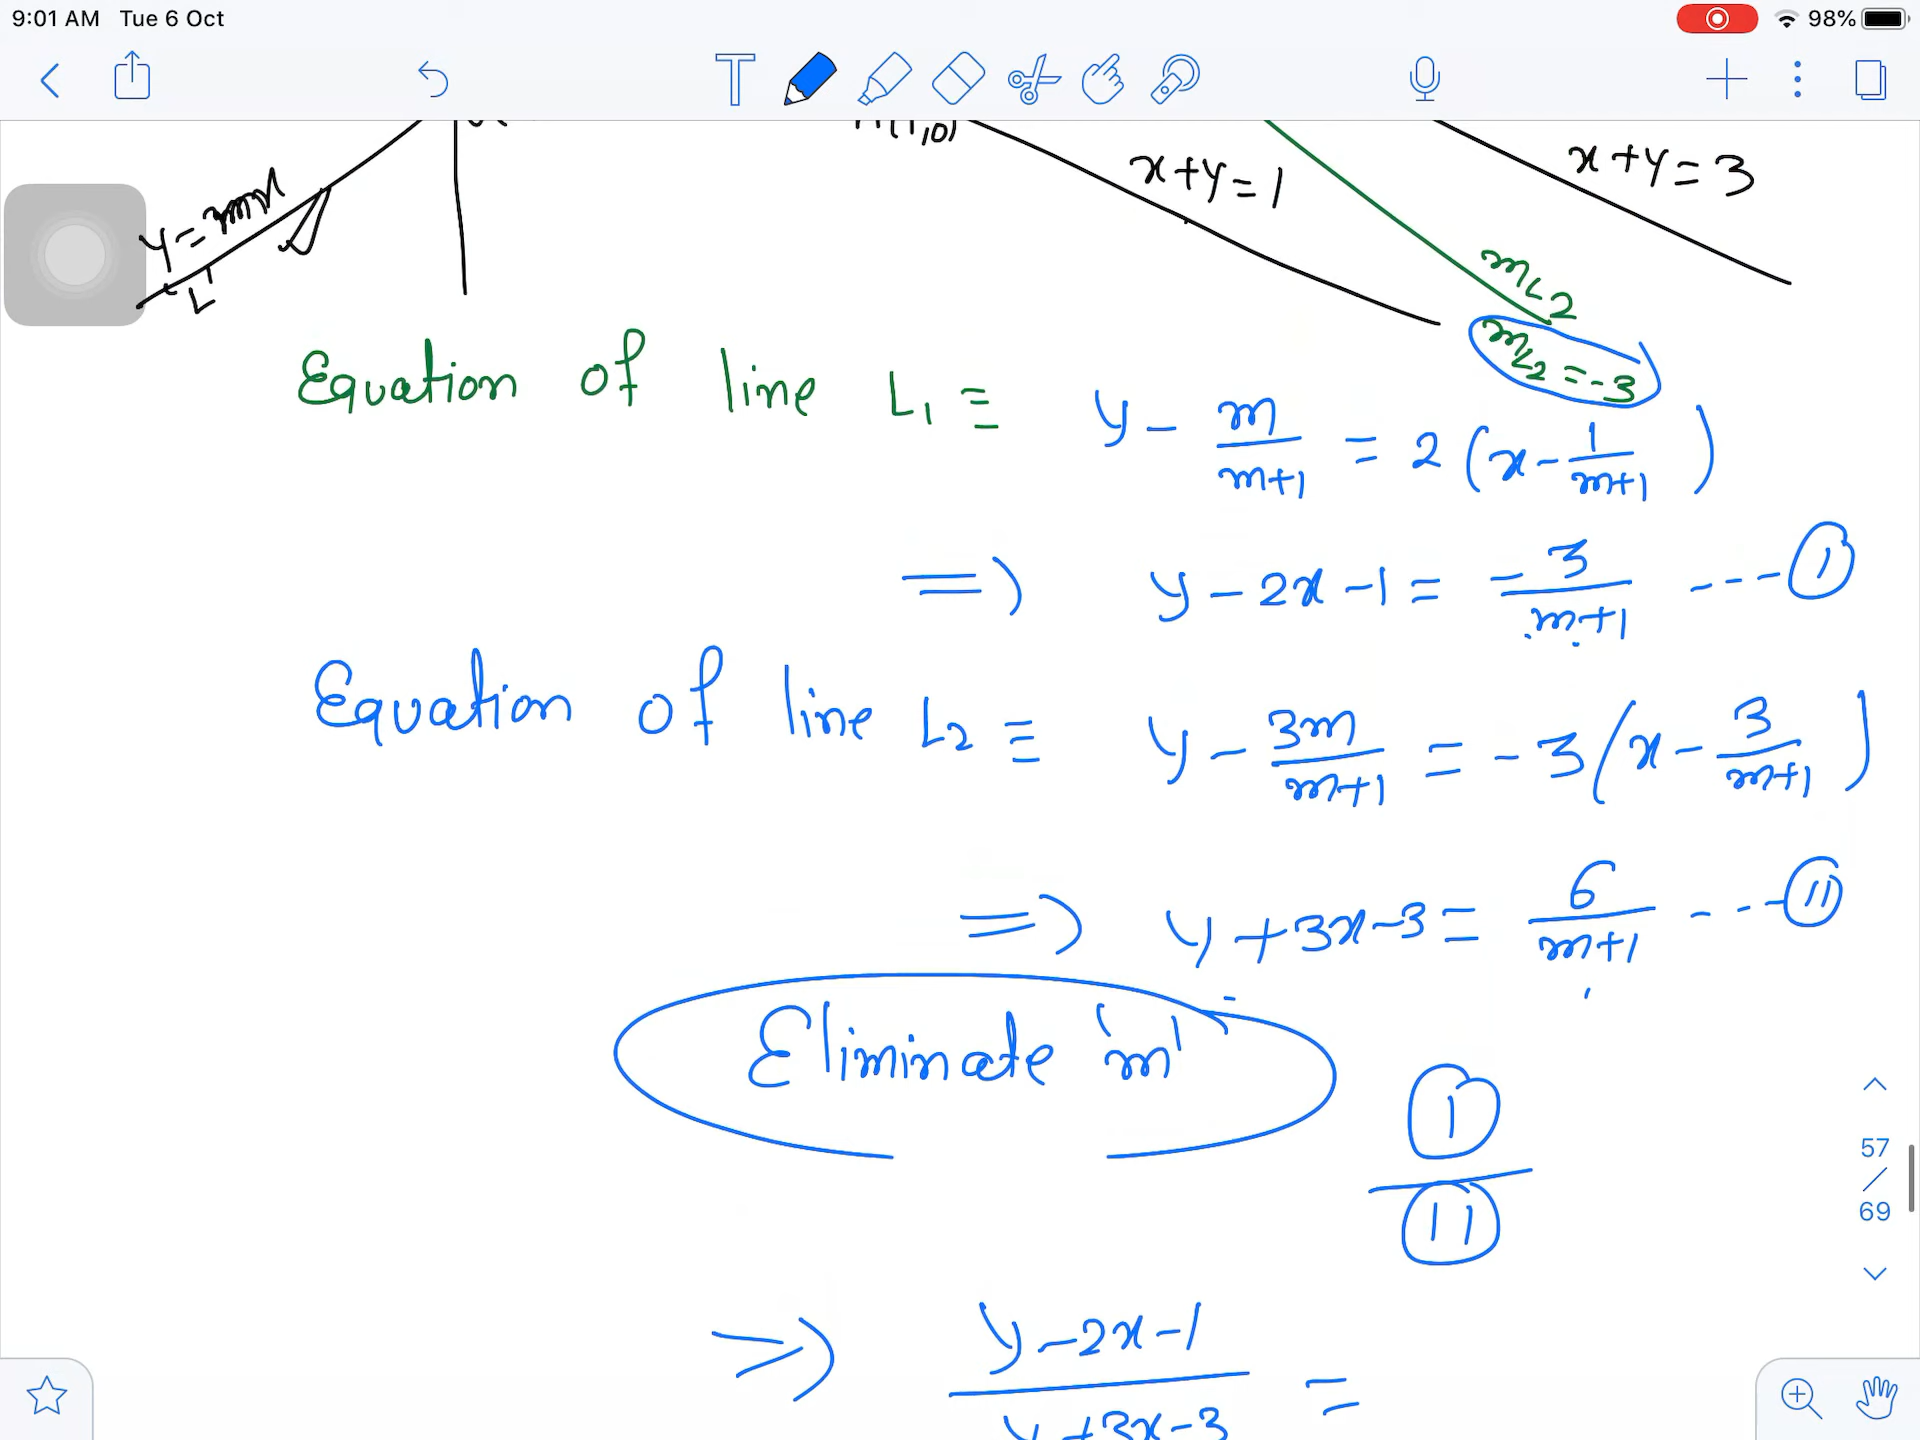 9:01 AM Tue 6 Oct 98%
T
x+y=1
x+y=3
y=mx
L
mL2
mL2=-3
Equation of line L₁ ≡ y - m/(m+1) = 2(x - 1/(m+1))
=> y-2x-1 = -3/(m+1) ---- ①
Equation of line L₂ ≡ y - 3m/(m+1) = -3(x - 3/(m+1))
=> y+3x-3 = 6/(m+1) --- ⑪
Eliminate 'm'
① / ⑪
=> (y-2x-1)/(y+3x-3) =
57
/
69